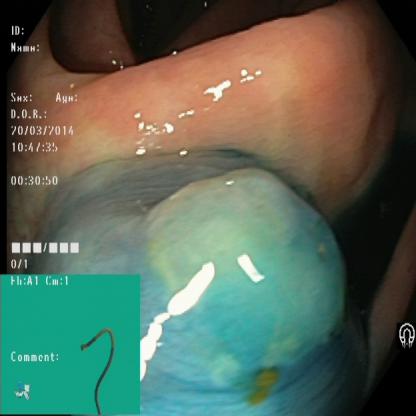 ID:
Name:
Sex: Age:
D.O.B.:
20/03/2014
10:47:35
00:30:50
■■■/■■■
0/1
Eh:A1 Cm:1
Comment: